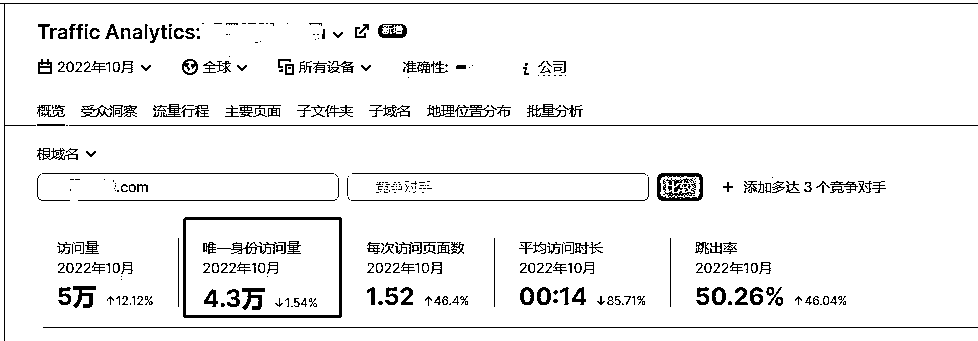 Traffic Analytics: 新增
2022年10月 全球 所有设备 准确性: i 公司
概览 受众洞察 流量行程 主要页面 子文件夹 子域名 地理位置分布 批量分析
根域名
.com 竞争对手 比较 + 添加多达 3 个竞争对手
访问量 唯一身份访问量 每次访问页面数 平均访问时长 跳出率
2022年10月 2022年10月 2022年10月 2022年10月 2022年10月
5万 ↑12.12% 4.3万 ↓1.54% 1.52 ↑46.4% 00:14 ↓85.71% 50.26% ↑46.04%